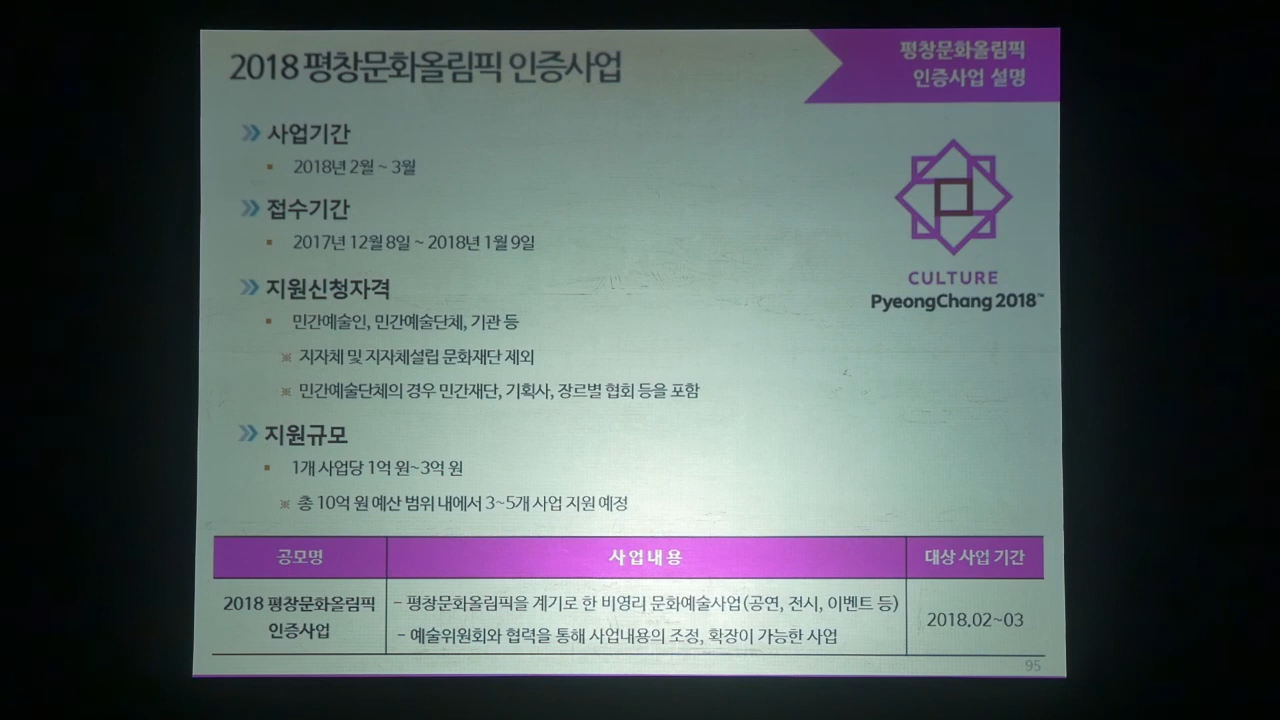 2018 평창문화올림픽 인증사업
평창문화올림픽
인증사업 설명
» 사업기간
▪ 2018년 2월 ~ 3월
» 접수기간
▪ 2017년 12월 8일 ~ 2018년 1월 9일
» 지원신청자격
▪ 민간예술인, 민간예술단체, 기관 등
※ 지자체 및 지자체설립 문화재단 제외
※ 민간예술단체의 경우 민간재단, 기획사, 장르별 협회 등을 포함
» 지원규모
▪ 1개 사업당 1억 원~3억 원
※ 총 10억 원 예산 범위 내에서 3~5개 사업 지원 예정
CULTURE
PyeongChang 2018™
공모명 사 업 내 용 대상 사업 기간
2018 평창문화올림픽
인증사업
- 평창문화올림픽을 계기로 한 비영리 문화예술사업(공연, 전시, 이벤트 등)
- 예술위원회와 협력을 통해 사업내용의 조정, 확장이 가능한 사업
2018.02~03
95